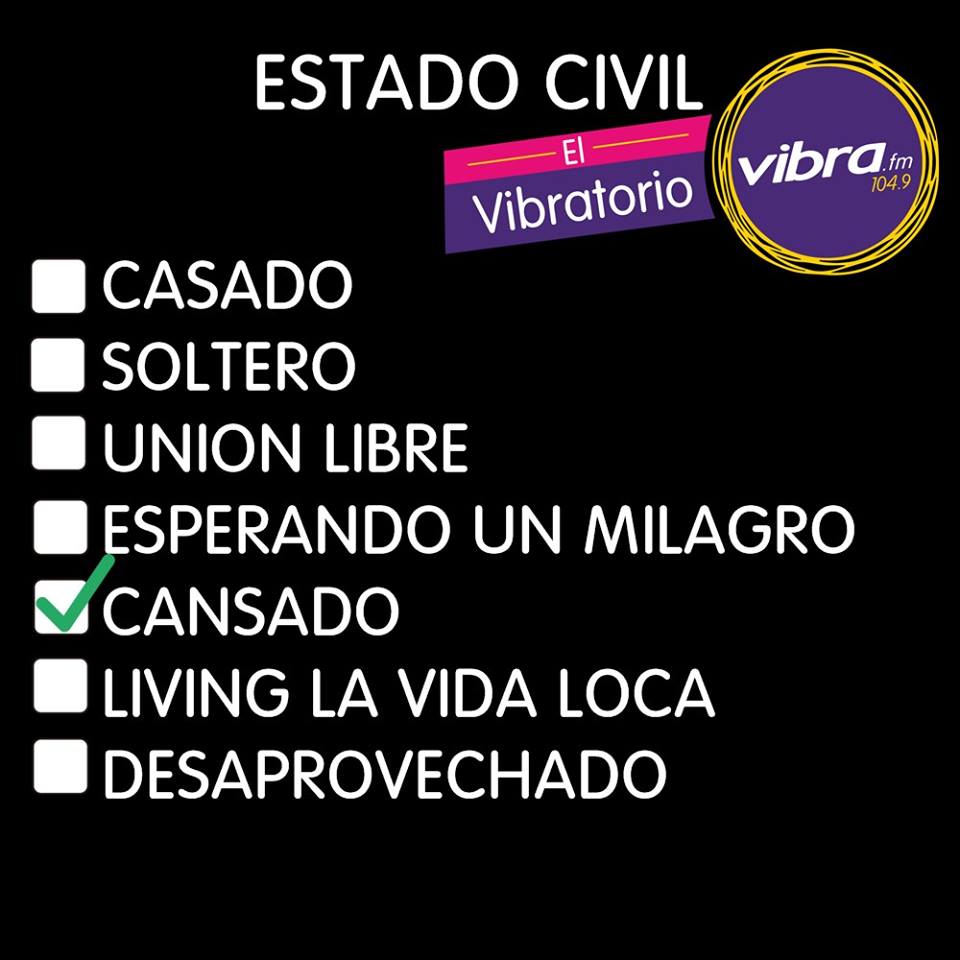 ESTADO CIVIL
El
Vibratorio
vibra.fm
104.9
CASADO
SOLTERO
UNION LIBRE
ESPERANDO UN MILAGRO
CANSADO
LIVING LA VIDA LOCA
DESAPROVECHADO